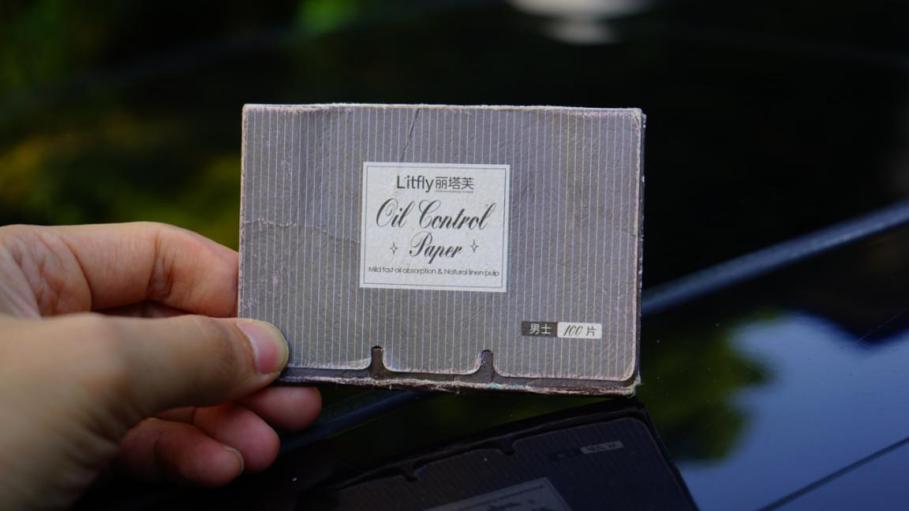 Litfly丽塔芙
Oil Control
Paper
Mild fast oil absorption & Natural linen pulp
男士 100片